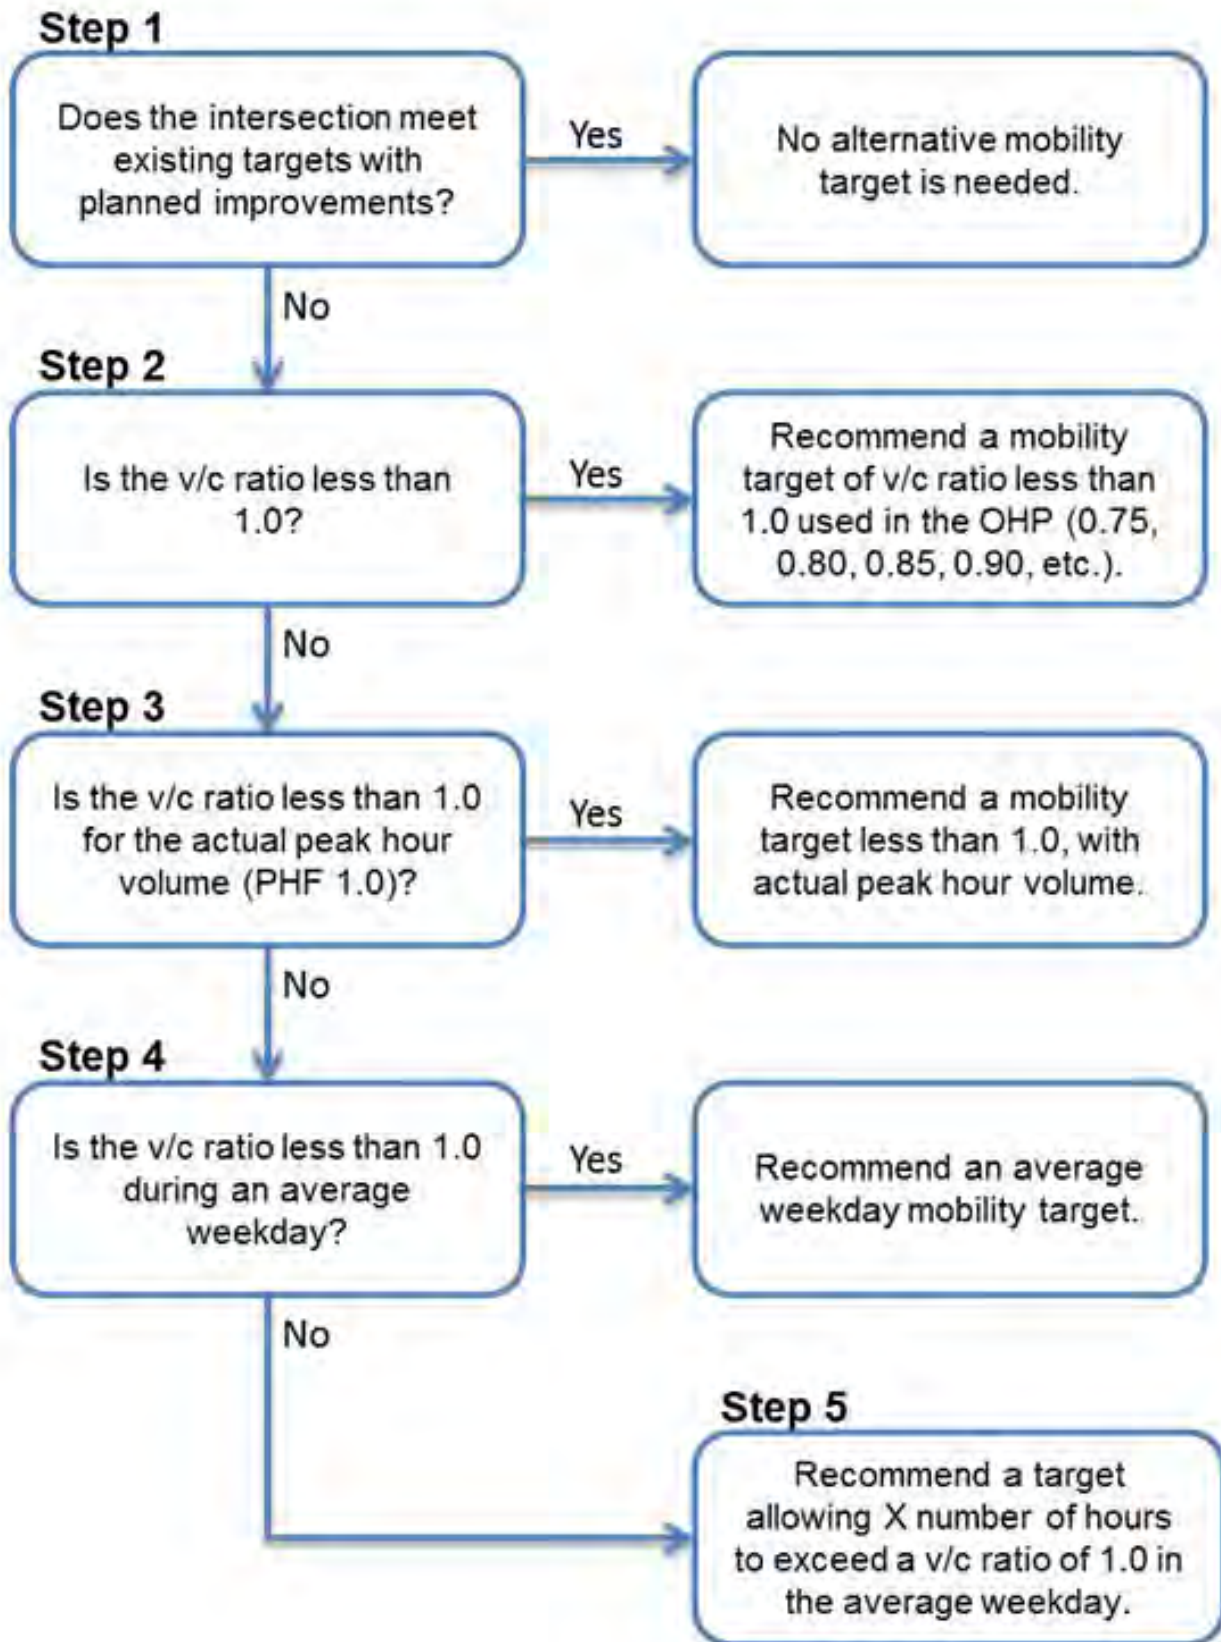 Step 1
Does the intersection meet
existing targets with
planned improvements?
Yes
No alternative mobility
target is needed.
No
Step 2
Is the v/c ratio less than
1.0?
Yes
Recommend a mobility
target of v/c ratio less than
1.0 used in the OHP (0.75,
0.80, 0.85, 0.90, etc.).
No
Step 3
Is the v/c ratio less than 1.0
for the actual peak hour
volume (PHF 1.0)?
Yes
Recommend a mobility
target less than 1.0, with
actual peak hour volume.
No
Step 4
Is the v/c ratio less than 1.0
during an average
weekday?
Yes
Recommend an average
weekday mobility target.
No
Step 5
Recommend a target
allowing X number of hours
to exceed a v/c ratio of 1.0 in
the average weekday.